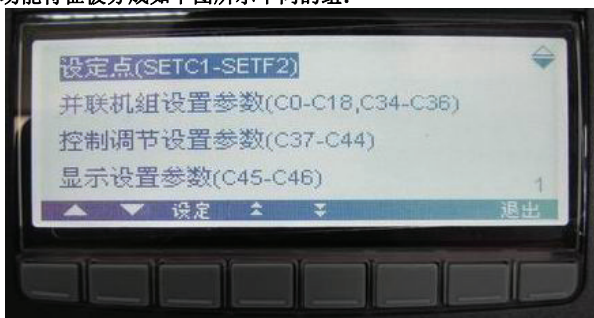 功能特征被分成如下图所示不同的组：
设定点(SETC1-SETF2)
并联机组设置参数(C0-C18,C34-C36)
控制调节设置参数(C37-C44)
显示设置参数(C45-C46)
1
设定 退出